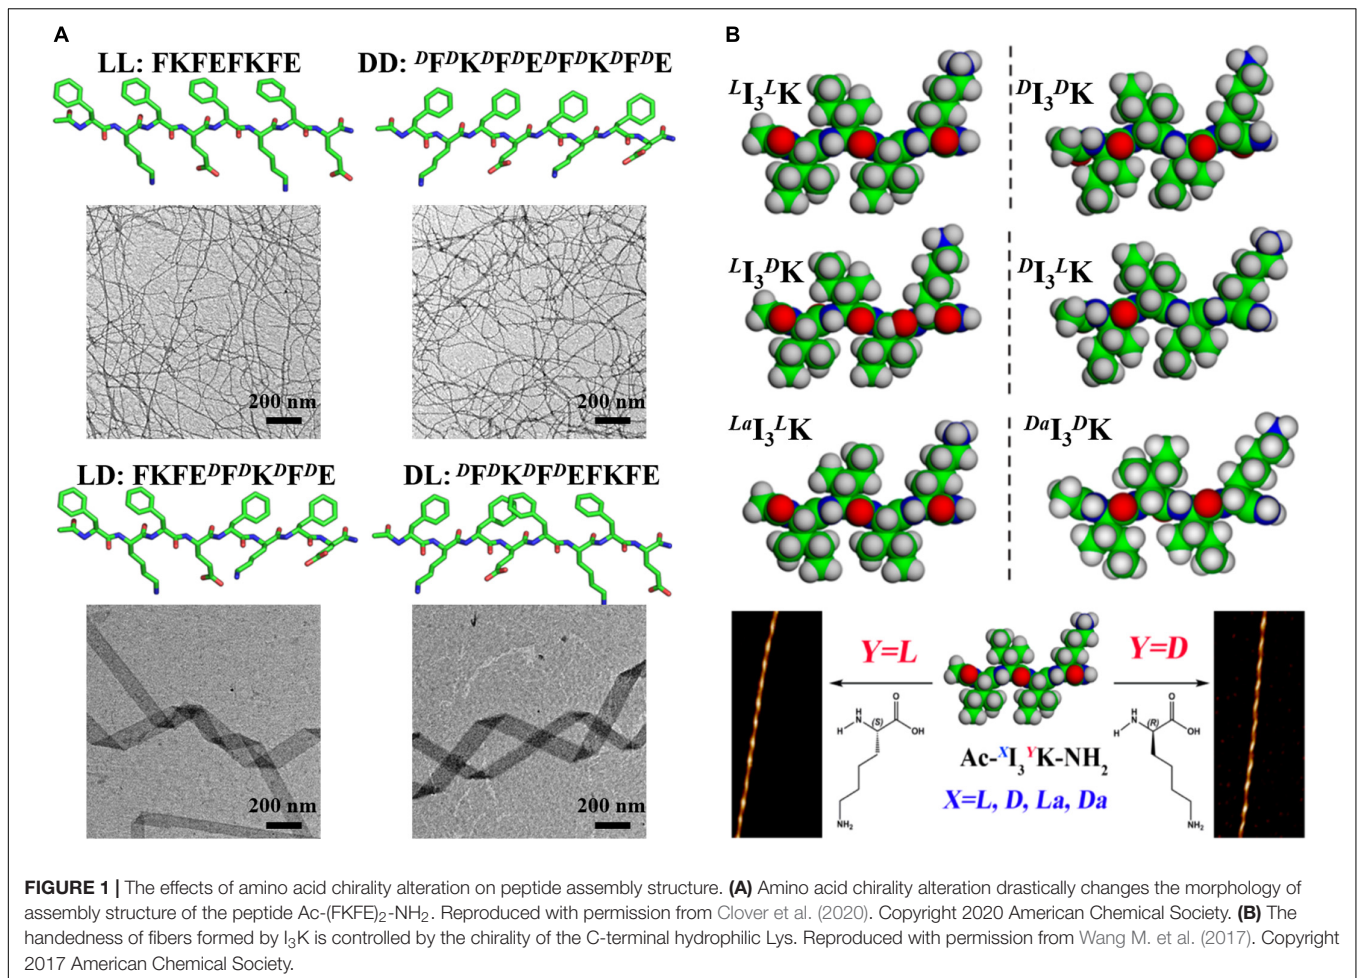 A
LL: FKFEFKFE
DD: ᴰFᴰKᴰFᴰEᴰFᴰKᴰFᴰE
200 nm
200 nm
LD: FKFEᴰFᴰKᴰFᴰE
DL: ᴰFᴰKᴰFᴰEFKFE
200 nm
200 nm
B
ᴸI₃ᴸK
ᴰI₃ᴰK
ᴸI₃ᴰK
ᴰI₃ᴸK
ᴸᵃI₃ᴸK
ᴰᵃI₃ᴰK
Y=L
Y=D
H
N
H
(S)
O
OH
NH₂
H
N
H
(R)
O
OH
NH₂
Ac-ˣI₃ʸK-NH₂
X=L, D, La, Da
FIGURE 1 | The effects of amino acid chirality alteration on peptide assembly structure. (A) Amino acid chirality alteration drastically changes the morphology of
assembly structure of the peptide Ac-(FKFE)₂-NH₂. Reproduced with permission from Clover et al. (2020). Copyright 2020 American Chemical Society. (B) The
handedness of fibers formed by I₃K is controlled by the chirality of the C-terminal hydrophilic Lys. Reproduced with permission from Wang M. et al. (2017). Copyright
2017 American Chemical Society.